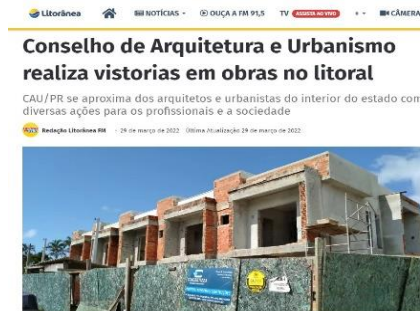 Litorânea NOTÍCIAS OUÇA A FM 91,5 TV ASSISTA AO VIVO CÂMERA
Conselho de Arquitetura e Urbanismo
realiza vistorias em obras no litoral
CAU/PR se aproxima dos arquitetos e urbanistas do interior do estado com
diversas ações para os profissionais e a sociedade
Redação Litorânea FM 29 de março de 2022 Última Atualização 29 de março de 2022